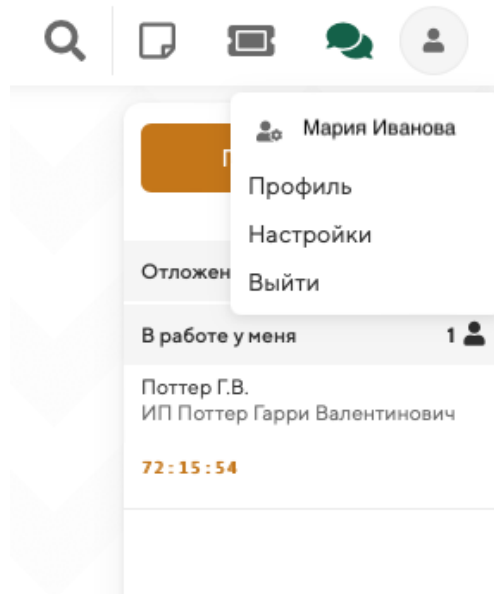 Мария Иванова
Профиль
Настройки
Выйти
Отложен
В работе у меня 1
Поттер Г.В.
ИП Поттер Гарри Валентинович
72:15:54